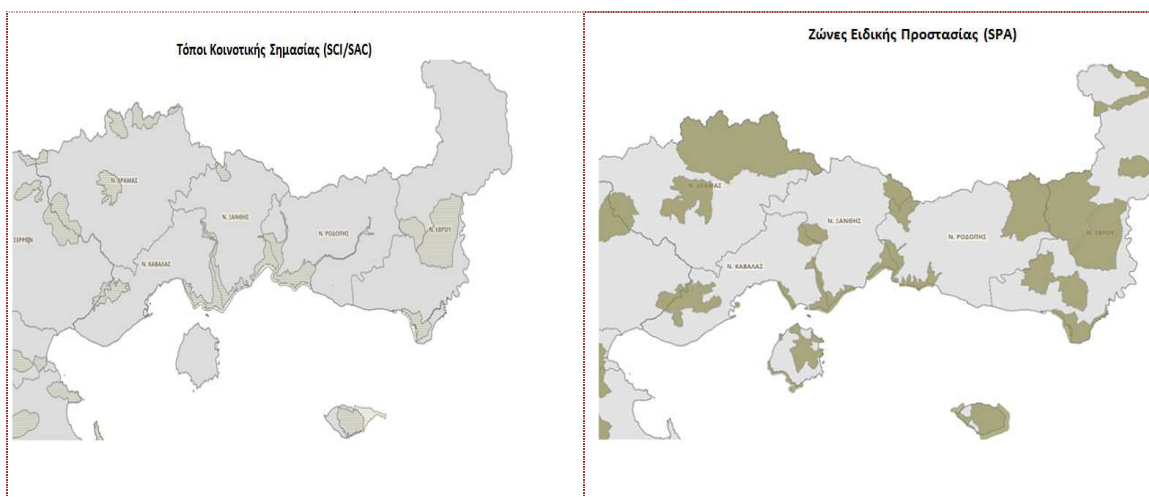 Τόποι Κοινοτικής Σημασίας (SCI/SAC)
Ν. ΔΡΑΜΑΣ
Ν. ΞΑΝΘΗΣ
Ν. ΡΟΔΟΠΗΣ
Ν. ΕΒΡΟΥ
ΣΕΡΡΩΝ
Ν. ΚΑΒΑΛΑΣ
Ζώνες Ειδικής Προστασίας (SPA)
Ν. ΔΡΑΜΑΣ
Ν. ΞΑΝΘΗΣ
Ν. ΡΟΔΟΠΗΣ
Ν. ΕΒΡΟΥ
Ν. ΚΑΒΑΛΑΣ